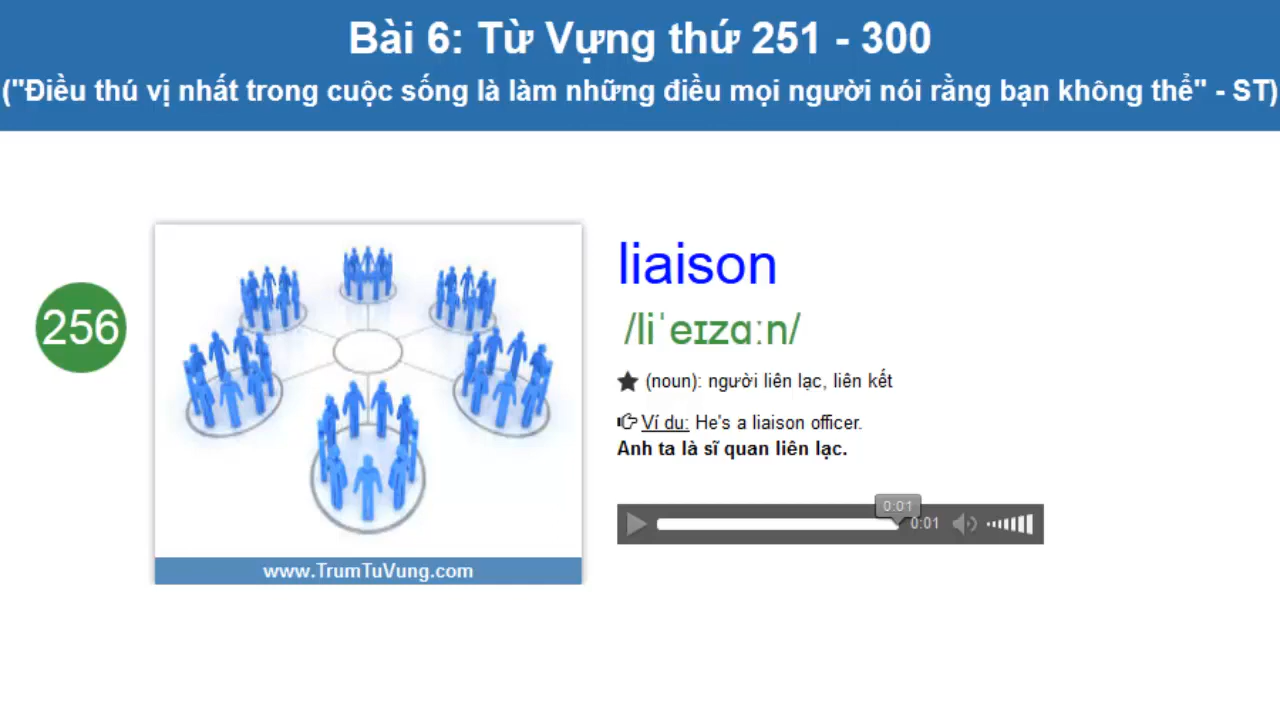 Bài 6: Từ Vựng thứ 251 - 300
("Điều thú vị nhất trong cuộc sống là làm những điều mọi người nói rằng bạn không thể" - ST)
256
liaison
/liˈeɪzɑːn/
(noun): người liên lạc, liên kết
Ví dụ: He's a liaison officer.
Anh ta là sĩ quan liên lạc.
0:01
0:01
www.TrumTuVung.com